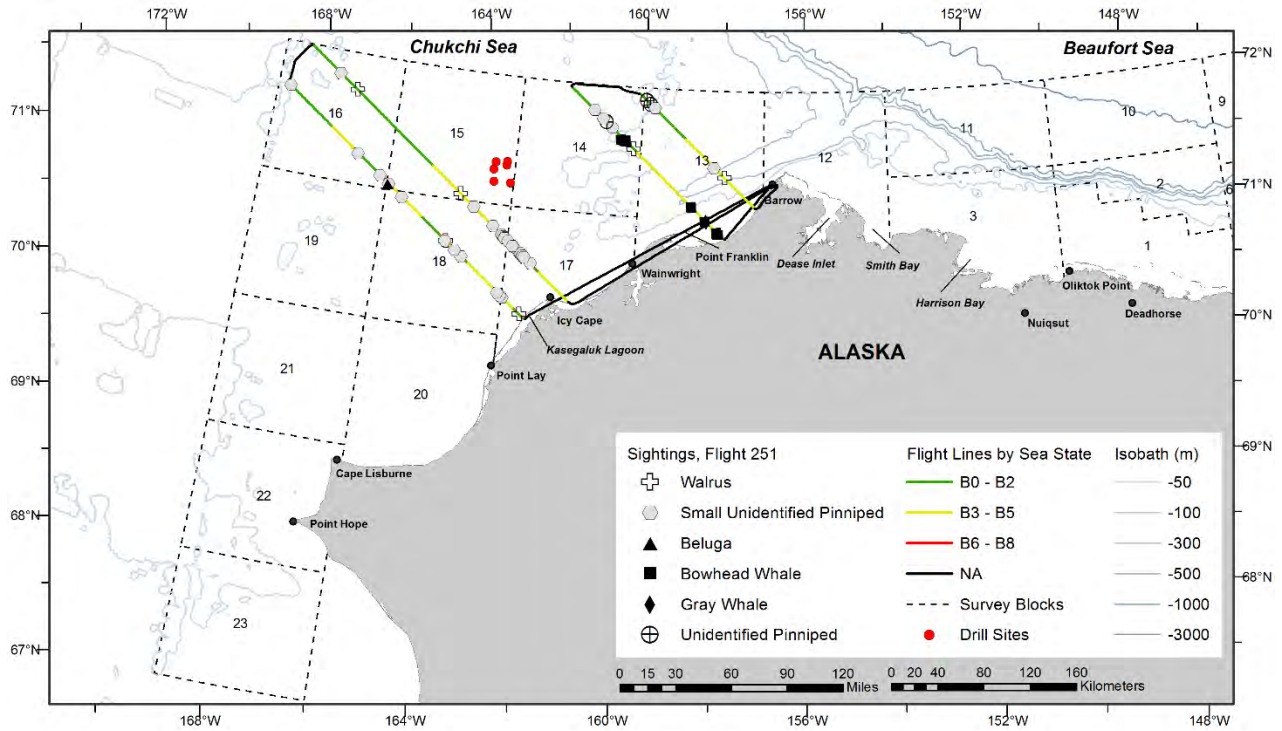 172°W
168°W
164°W
160°W
156°W
152°W
148°W
Chukchi Sea
Beaufort Sea
72°N
71°N
16
15
14
13
12
11
10
9
71°N
2
6
3
1
70°N
19
18
17
Barrow
Point Franklin
Dease Inlet
Smith Bay
Wainwright
Harrison Bay
Oliktok Point
Nuiqsut
Deadhorse
70°N
Icy Cape
Kasegaluk Lagoon
ALASKA
69°N
21
20
Point Lay
69°N
Cape Lisburne
68°N
22
Point Hope
68°N
23
67°N
Sightings, Flight 251
Walrus
Small Unidentified Pinniped
Beluga
Bowhead Whale
Gray Whale
Unidentified Pinniped
Flight Lines by Sea State
B0 - B2
B3 - B5
B6 - B8
NA
Survey Blocks
Drill Sites
Isobath (m)
-50
-100
-300
-500
-1000
-3000
0 15 30 60 90 120
Miles
0 20 40 80 120 160
Kilometers
168°W
164°W
160°W
156°W
152°W
148°W